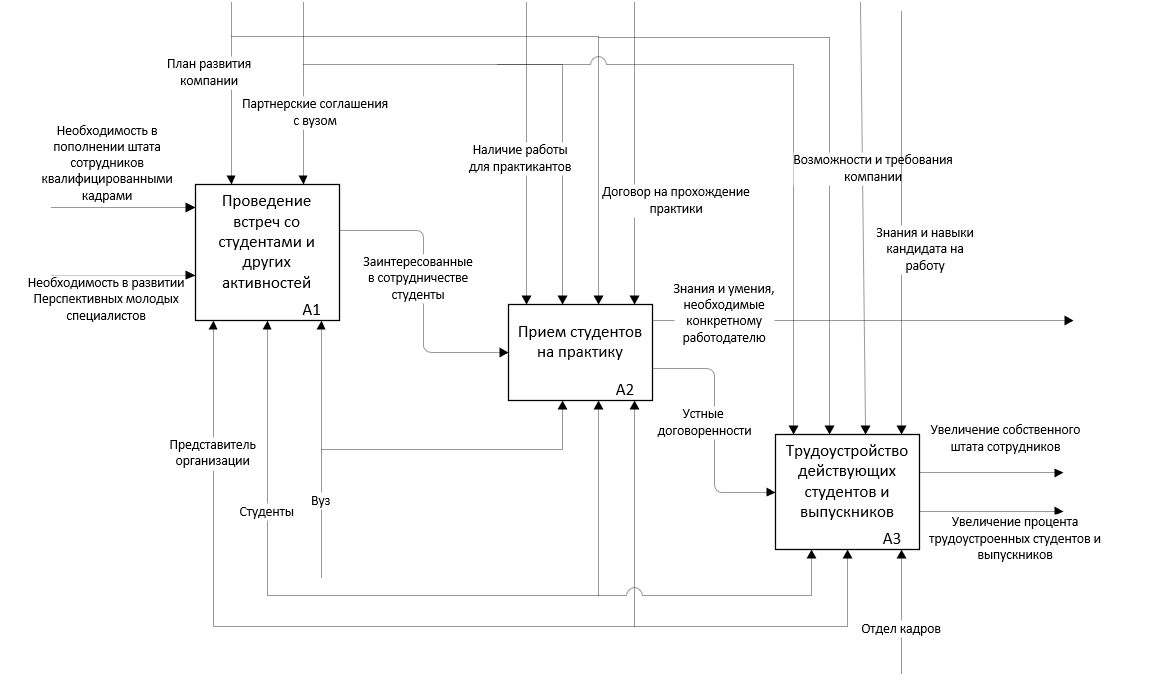 План развития
компании
Партнерские соглашения
с вузом
Необходимость в
пополнении штата
сотрудников
квалифицированными
кадрами
Необходимость в развитии
Перспективных молодых
специалистов
Проведение
встреч со
студентами и
других
активностей
A1
Заинтересованные
в сотрудничестве
студенты
Наличие работы
для практикантов
Договор на прохождение
практики
Возможности и требования
компании
Знания и навыки
кандидата на
работу
Прием студентов
на практику
A2
Знания и умения,
необходимые
конкретному
работодателю
Устные
договоренности
Представитель
организации
Студенты
Вуз
Трудоустройство
действующих
студентов и
выпускников
A3
Увеличение собственного
штата сотрудников
Увеличение процента
трудоустроенных студентов и
выпускников
Отдел кадров